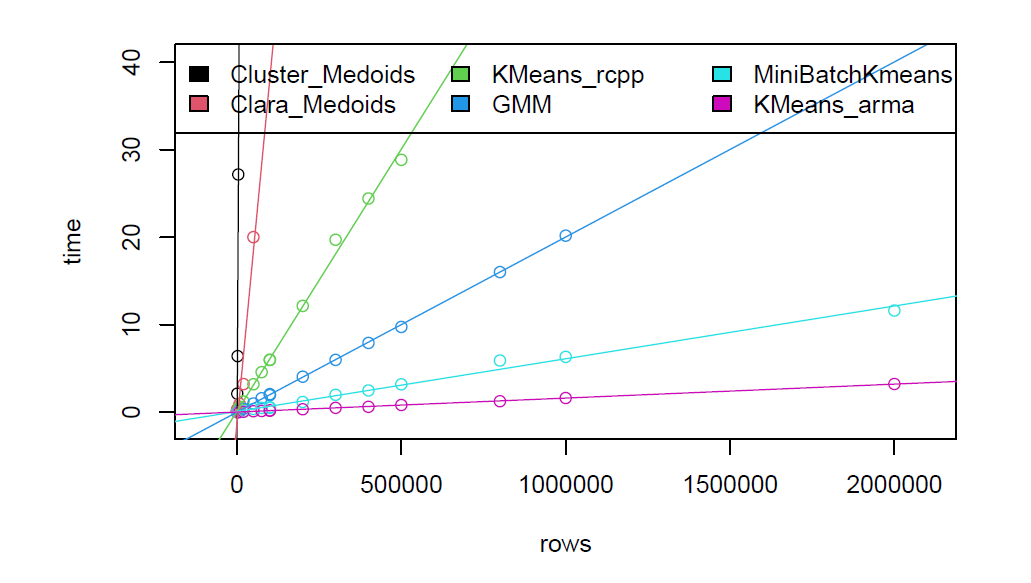 40
30
20
10
0
time
Cluster_Medoids KMeans_rcpp MiniBatchKmeans
Clara_Medoids GMM KMeans_arma
0 500000 1000000 1500000 2000000
rows